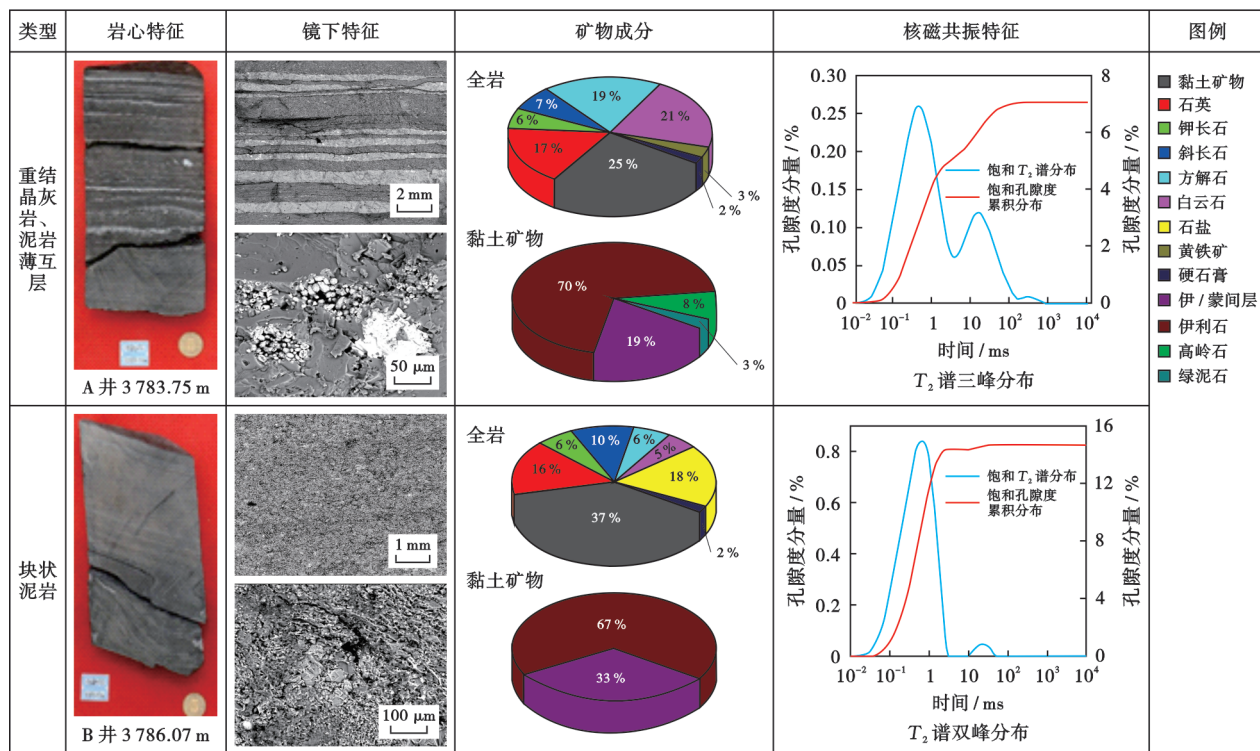 类型
岩心特征
镜下特征
矿物成分
核磁共振特征
图例
重结
晶灰
岩、
泥岩
薄互
层
A 井 3 783.75 m
2 mm
50 μm
全岩
7 %
19 %
21 %
6 %
17 %
25 %
3 %
2 %
黏土矿物
70 %
8 %
19 %
3 %
孔隙度分量 / %
0.30
0.25
0.20
0.15
0.10
0.05
0
8
6
4
2
0
孔隙度分量 / %
饱和 T₂ 谱分布
饱和孔隙度
累积分布
10⁻² 10⁻¹ 1 10 10² 10³ 10⁴
时间 / ms
T₂ 谱三峰分布
黏土矿物
石英
钾长石
斜长石
方解石
白云石
石盐
黄铁矿
硬石膏
伊 / 蒙间层
伊利石
高岭石
绿泥石
块状
泥岩
B 井 3 786.07 m
1 mm
100 μm
全岩
6 %
10 %
6 %
5 %
16 %
18 %
37 %
2 %
黏土矿物
67 %
33 %
孔隙度分量 / %
0.8
0.6
0.4
0.2
0
16
12
8
4
0
孔隙度分量 / %
饱和 T₂ 谱分布
饱和孔隙度
累积分布
10⁻² 10⁻¹ 1 10 10² 10³ 10⁴
时间 / ms
T₂ 谱双峰分布